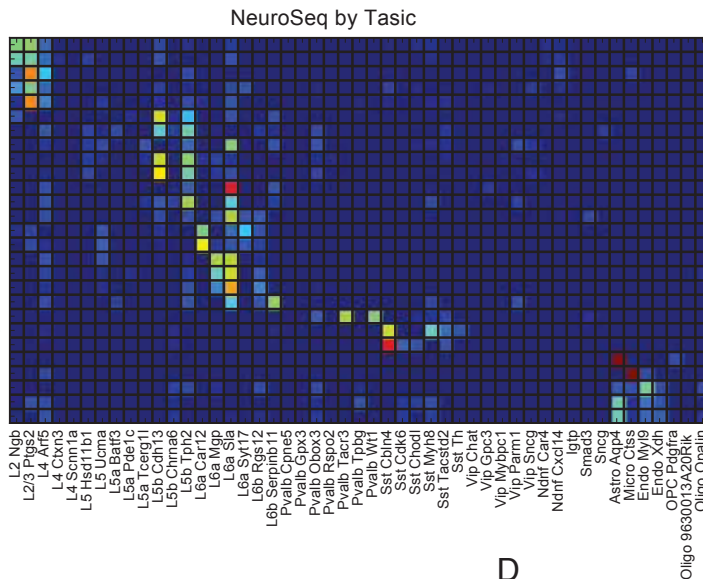 NeuroSeq by Tasic
L2 Ngb
L2/3 Ptgs2
L4 Arf5
L4 Ctxn3
L4 Scnn1a
L5 Hsd11b1
L5 Ucma
L5a Batf3
L5a Pde1c
L5a Tcerg1l
L5b Cdh13
L5b Chrna6
L5b Tph2
L6a Car12
L6a Mgp
L6a Sla
L6a Syt17
L6b Rgs12
L6b Serpinb11
Pvalb Cpne5
Pvalb Gpx3
Pvalb Obox3
Pvalb Rspo2
Pvalb Tacr3
Pvalb Tpbg
Pvalb Wt1
Sst Cbln4
Sst Cdk6
Sst Chodl
Sst Myh8
Sst Tacstd2
Sst Th
Vip Chat
Vip Gpc3
Vip Mybpc1
Vip Parm1
Vip Sncg
Ndnf Car4
Ndnf Cxcl14
Igtp
Smad3
Sncg
Astro Aqp4
Micro Ctss
Endo Myl9
Endo Xdh
OPC Pdgfra
Oligo 9630013A20Rik
Oligo Opalin
D